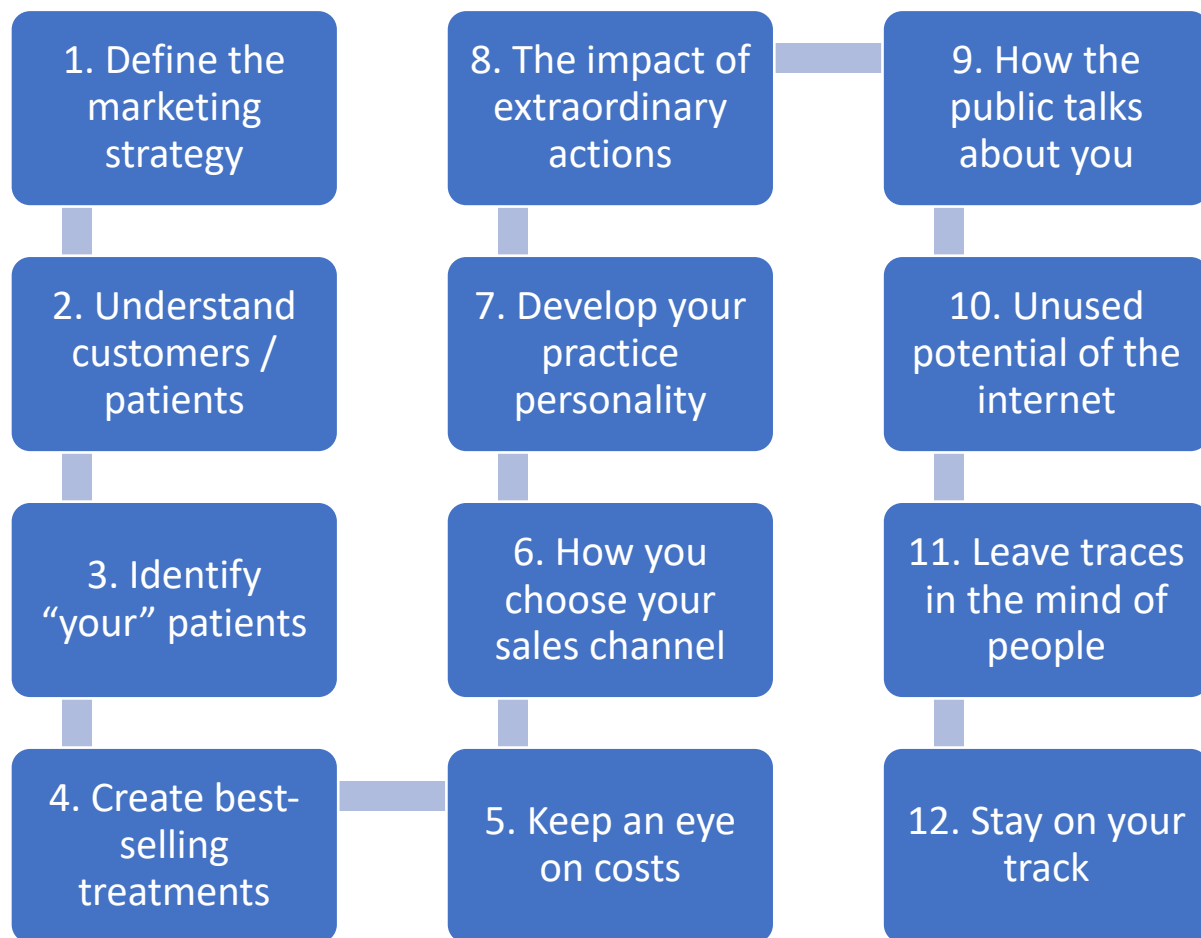 1. Define the
marketing
strategy
2. Understand
customers /
patients
3. Identify
“your” patients
4. Create best-
selling
treatments
5. Keep an eye
on costs
6. How you
choose your
sales channel
7. Develop your
practice
personality
8. The impact of
extraordinary
actions
9. How the
public talks
about you
10. Unused
potential of the
internet
11. Leave traces
in the mind of
people
12. Stay on your
track